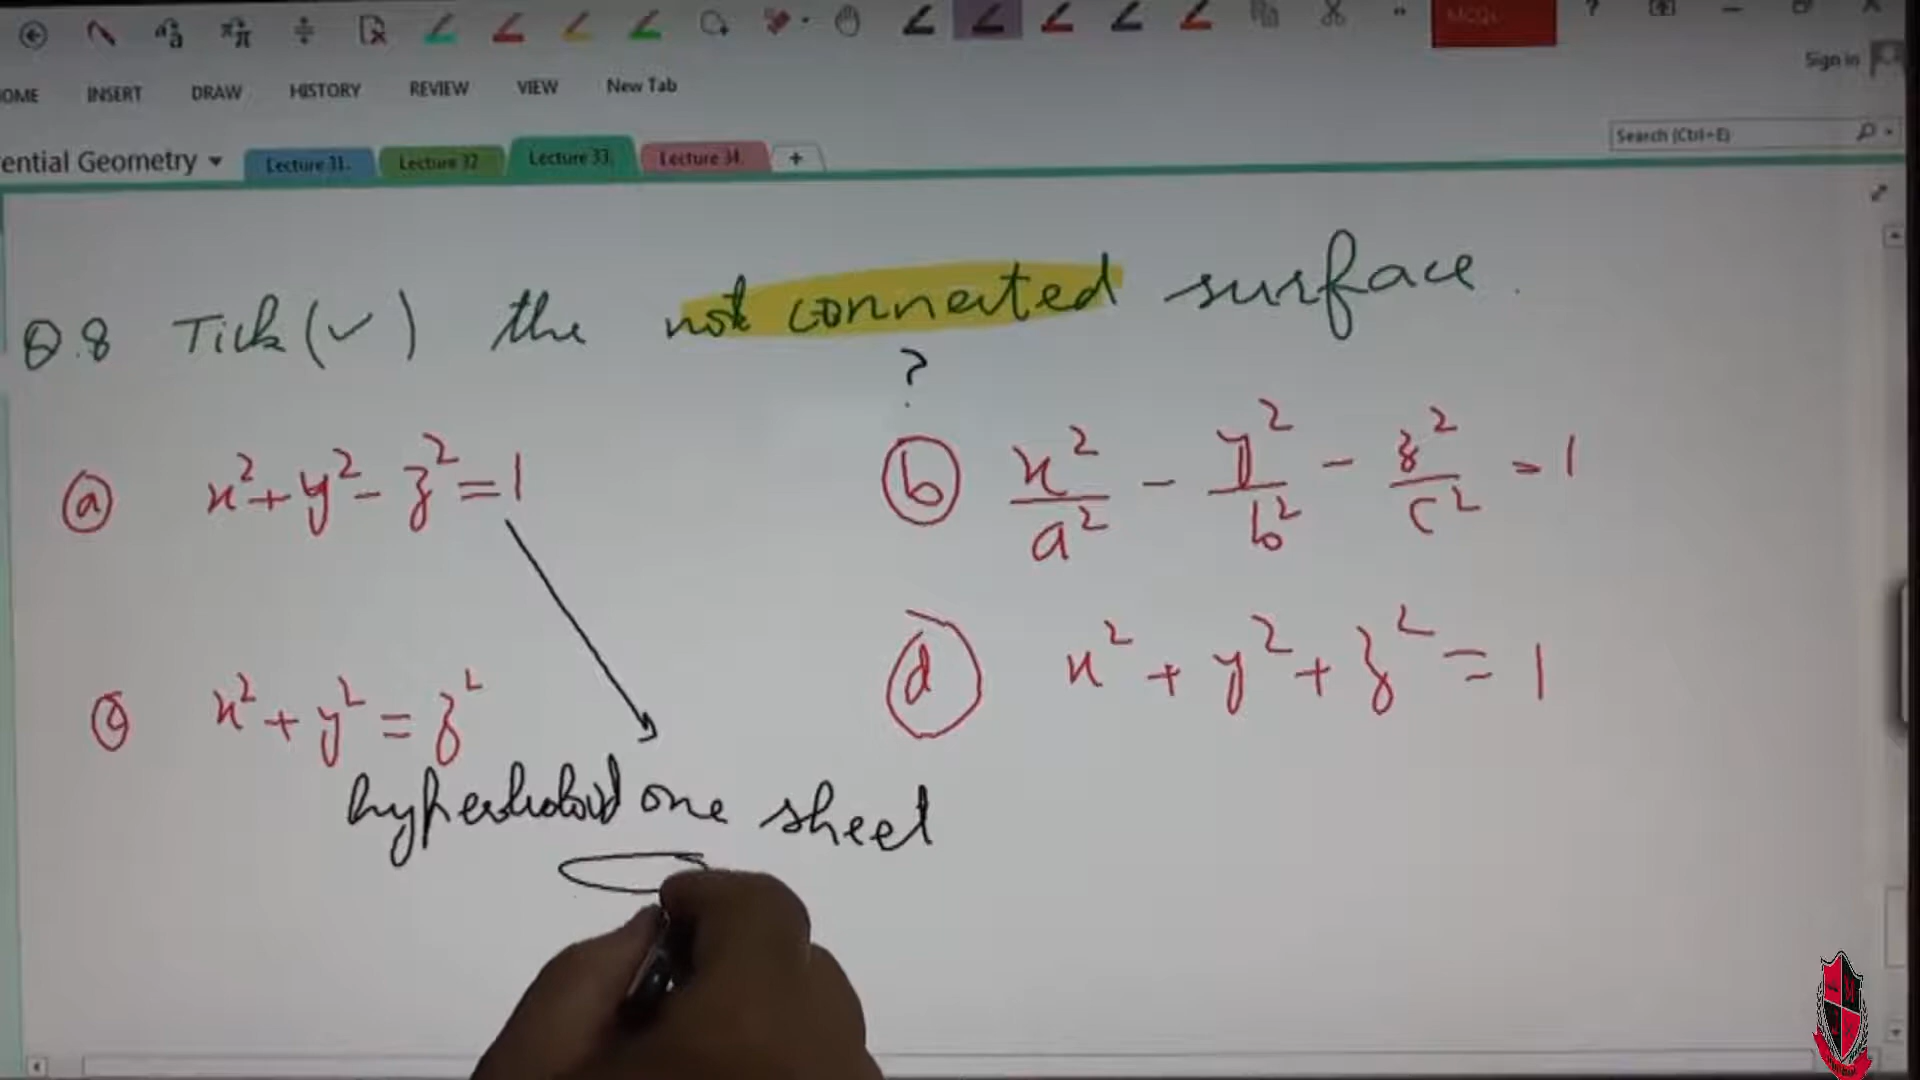 MCQs
?
Sign in
OME INSERT DRAW HISTORY REVIEW VIEW New Tab
Search (Ctrl+E)
ential Geometry Lecture 31. Lecture 32 Lecture 33. Lecture 34. +
Q.8 Tick (✓) the not connected surface.
?
(a) x² + y² - z² = 1
(b) x²/a² - y²/b² - z²/c² = 1
(c) x² + y² = z²
(d) x² + y² + z² = 1
hyperboloid one sheet